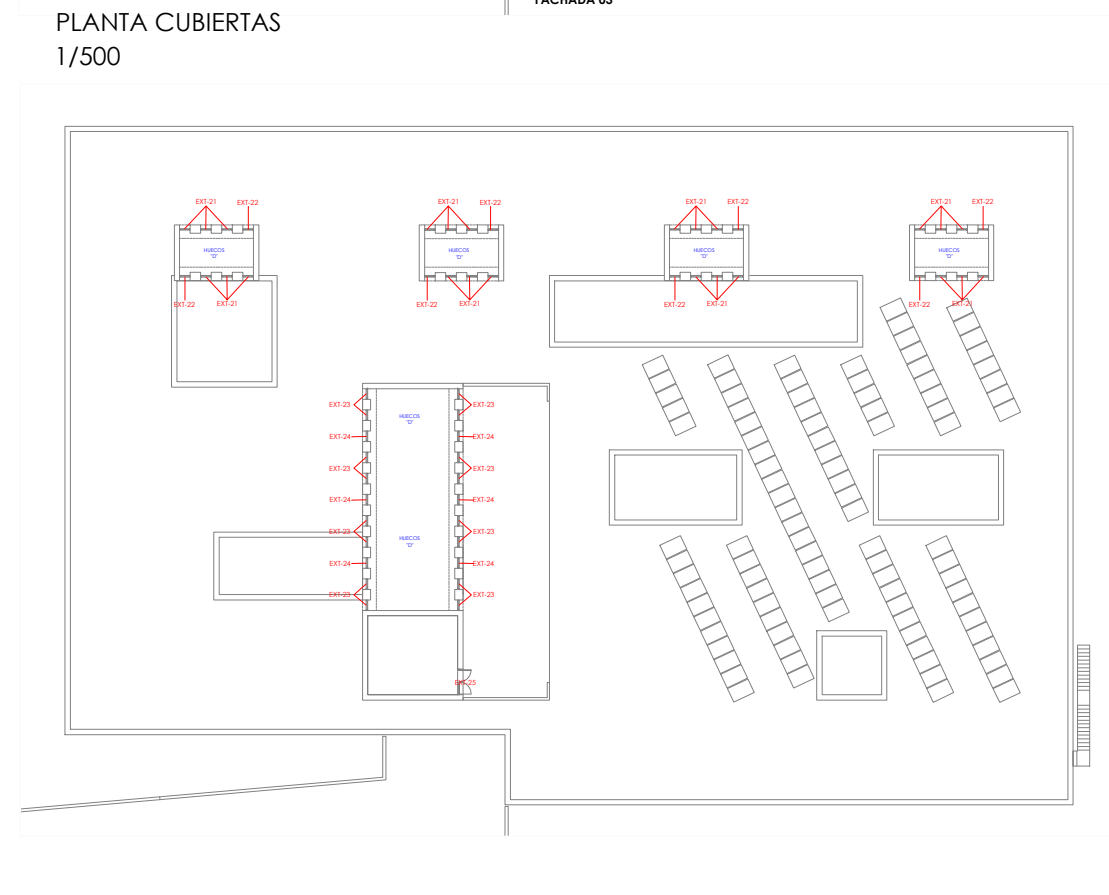 FACHADA 03
PLANTA CUBIERTAS
1/500
EXT-21 EXT-22 EXT-21 EXT-22 EXT-21 EXT-22 EXT-21 EXT-22
HUECOS HUECOS HUECOS HUECOS
"D" "D" "D" "D"
EXT-22 EXT-21 EXT-22 EXT-21 EXT-22 EXT-21 EXT-22 EXT-21
EXT-23 EXT-23
HUECOS
"D"
EXT-24 EXT-24
EXT-23 EXT-23
EXT-24 EXT-24
EXT-23 EXT-23
HUECOS
"D"
EXT-24 EXT-24
EXT-23 EXT-23
EXT-25